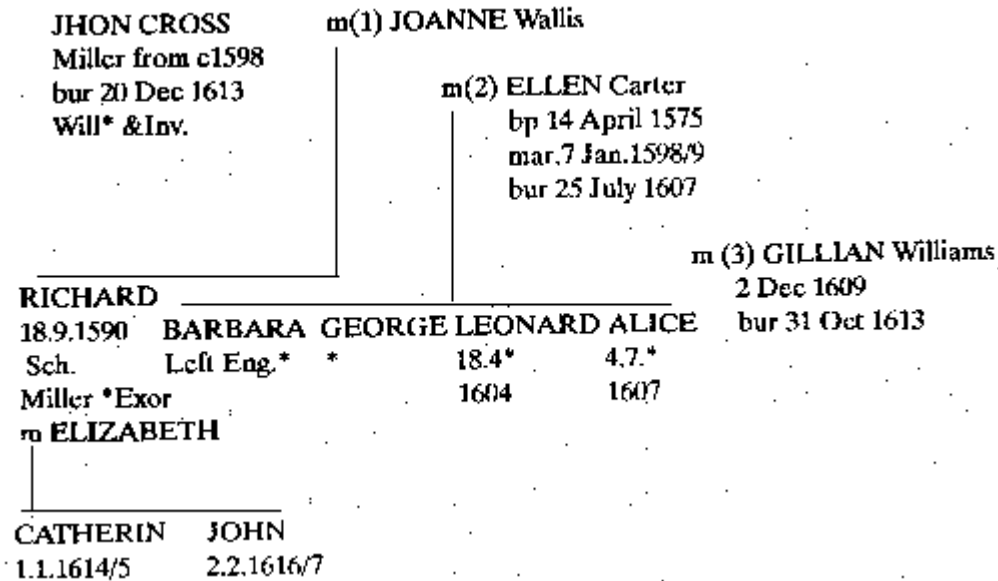 JHON CROSS m(1) JOANNE Wallis
Miller from c1598
bur 20 Dec 1613
Will* &Inv.
m(2) ELLEN Carter
bp 14 April 1575
mar.7 Jan.1598/9
bur 25 July 1607
m (3) GILLIAN Williams
2 Dec 1609
bur 31 Oct 1613
RICHARD
18.9.1590 BARBARA GEORGE LEONARD ALICE
Sch. Left Eng.* * 18.4* 4.7.*
Miller *Exor 1604 1607
m ELIZABETH
CATHERIN JOHN
1.1.1614/5 2.2.1616/7